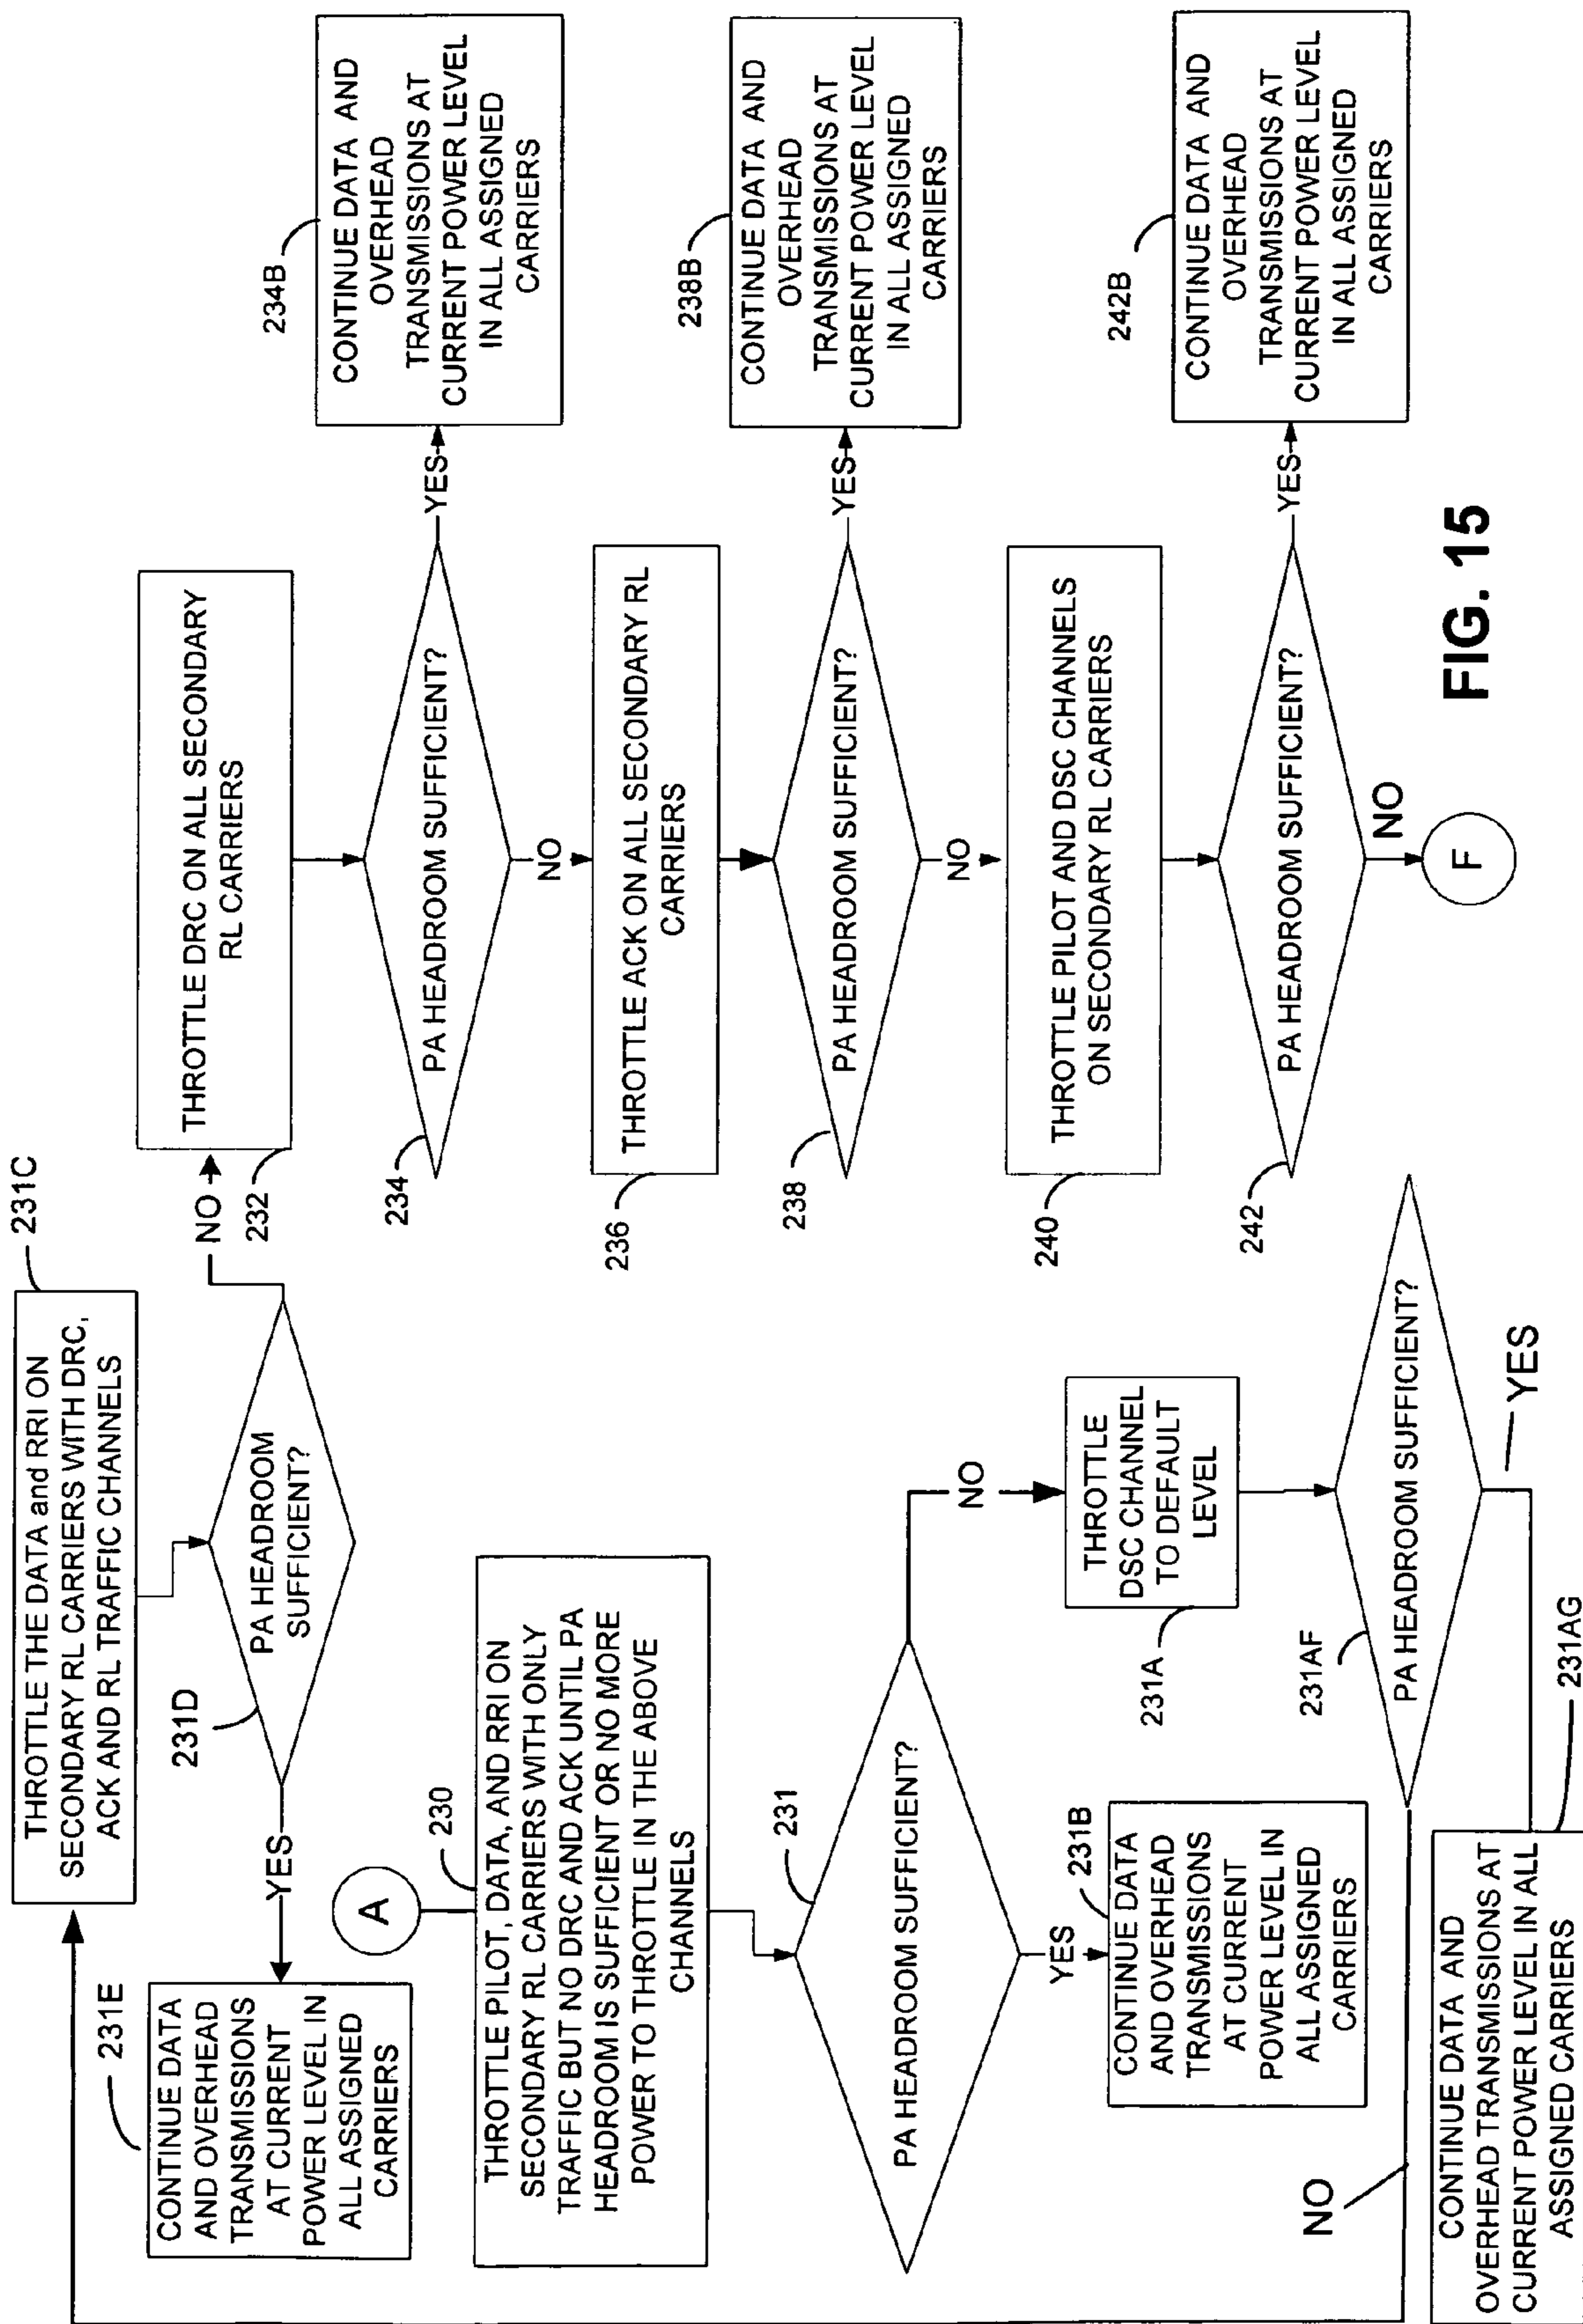 THROTTLE THE DATA and RRI ON
SECONDARY RL CARRIERS WITH DRC,
ACK AND RL TRAFFIC CHANNELS
231C
231D
PA HEADROOM
SUFFICIENT?
NO
YES
231E
CONTINUE DATA
AND OVERHEAD
TRANSMISSIONS
AT CURRENT
POWER LEVEL IN
ALL ASSIGNED
CARRIERS
A
230
THROTTLE PILOT, DATA, AND RRI ON
SECONDARY RL CARRIERS WITH ONLY
TRAFFIC BUT NO DRC AND ACK UNTIL PA
HEADROOM IS SUFFICIENT OR NO MORE
POWER TO THROTTLE IN THE ABOVE
CHANNELS
231
PA HEADROOM SUFFICIENT?
YES
231B
CONTINUE DATA
AND OVERHEAD
TRANSMISSIONS
AT CURRENT
POWER LEVEL IN
ALL ASSIGNED
CARRIERS
NO
THROTTLE
DSC CHANNEL
TO DEFAULT
LEVEL
231A
231AF
PA HEADROOM SUFFICIENT?
YES
NO
231AG
CONTINUE DATA AND
OVERHEAD TRANSMISSIONS AT
CURRENT POWER LEVEL IN ALL
ASSIGNED CARRIERS
THROTTLE DRC ON ALL SECONDARY
RL CARRIERS
232
234
PA HEADROOM SUFFICIENT?
YES
234B
CONTINUE DATA AND
OVERHEAD
TRANSMISSIONS AT
CURRENT POWER LEVEL
IN ALL ASSIGNED
CARRIERS
NO
THROTTLE ACK ON ALL SECONDARY RL
CARRIERS
236
238
PA HEADROOM SUFFICIENT?
YES
238B
CONTINUE DATA AND
OVERHEAD
TRANSMISSIONS AT
CURRENT POWER LEVEL
IN ALL ASSIGNED
CARRIERS
NO
THROTTLE PILOT AND DSC CHANNELS
ON SECONDARY RL CARRIERS
240
242
PA HEADROOM SUFFICIENT?
YES
242B
CONTINUE DATA AND
OVERHEAD
TRANSMISSIONS AT
CURRENT POWER LEVEL
IN ALL ASSIGNED
CARRIERS
NO
F
FIG. 15